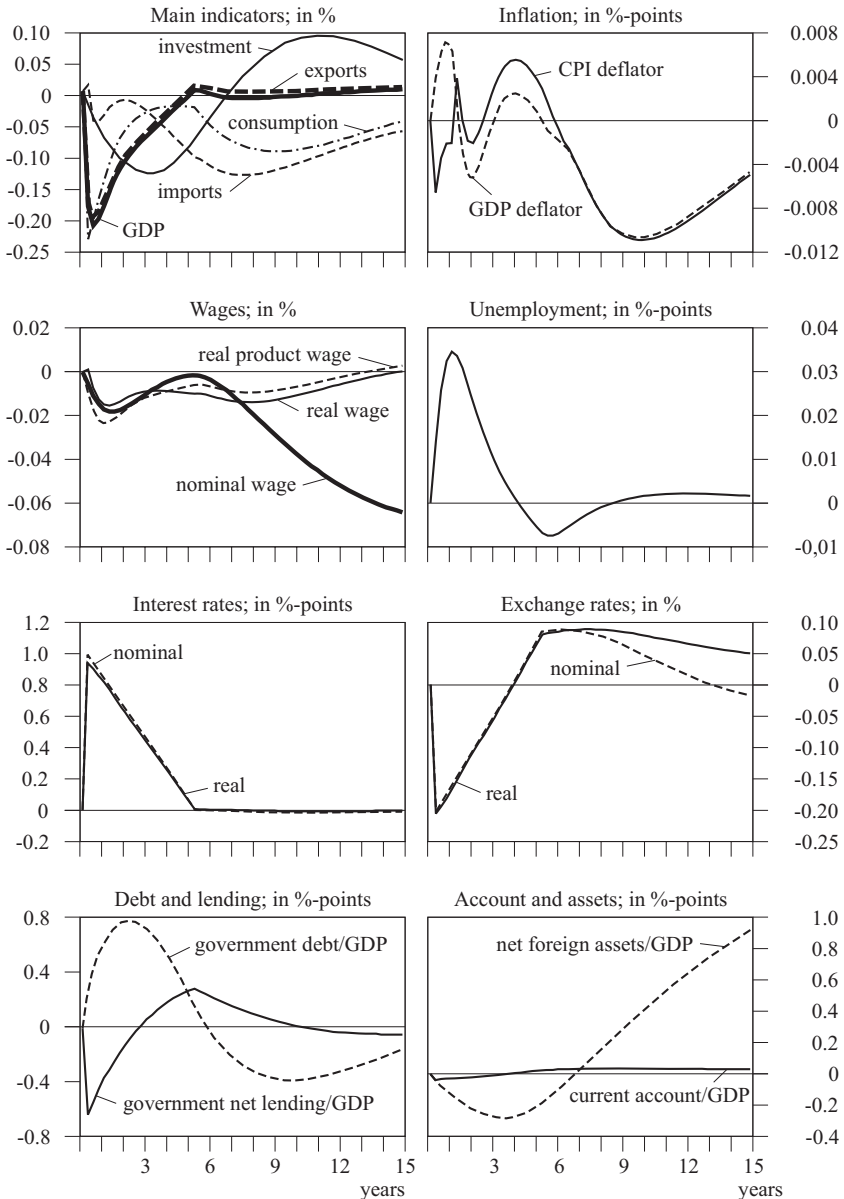 Main indicators; in %
0.10
0.05
0
-0.05
-0.10
-0.15
-0.20
-0.25
investment
exports
consumption
imports
GDP
Inflation; in %-points
0.008
0.004
0
-0.004
-0.008
-0.012
CPI deflator
GDP deflator
Wages; in %
0.02
0
-0.02
-0.04
-0.06
-0.08
real product wage
real wage
nominal wage
Unemployment; in %-points
0.04
0.03
0.02
0.01
0
-0,01
Interest rates; in %-points
1.2
1.0
0.8
0.6
0.4
0.2
0
-0.2
nominal
real
Exchange rates; in %
0.10
0.05
0
-0.05
-0.10
-0.15
-0.20
-0.25
nominal
real
Debt and lending; in %-points
0.8
0.4
0
-0.4
-0.8
government debt/GDP
government net lending/GDP
3 6 9 12 15
years
Account and assets; in %-points
1.0
0.8
0.6
0.4
0.2
0
-0.2
-0.4
net foreign assets/GDP
current account/GDP
3 6 9 12 15
years